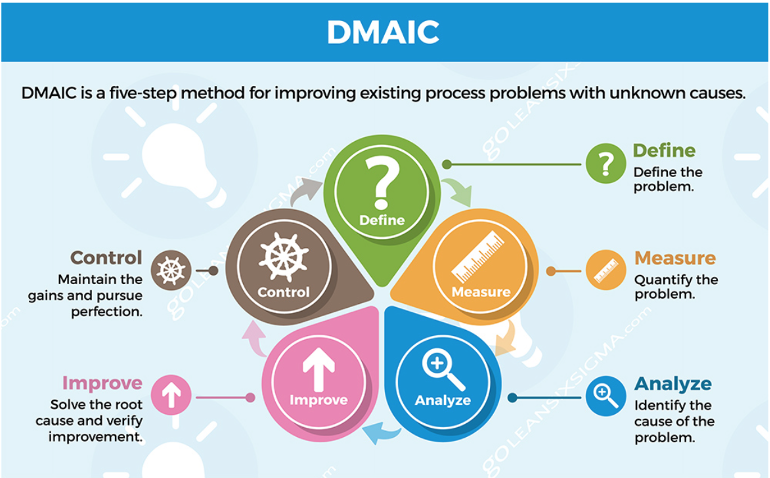 DMAIC
DMAIC is a five-step method for improving existing process problems with unknown causes.
Define
Define the
problem.
Measure
Quantify the
problem.
Analyze
Identify the
cause of the
problem.
Improve
Solve the root
cause and verify
improvement.
Control
Maintain the
gains and pursue
perfection.
Define
Measure
Analyze
Improve
Control
goLEANSIXSIGMA.com
goLEANSIXSIGMA.com